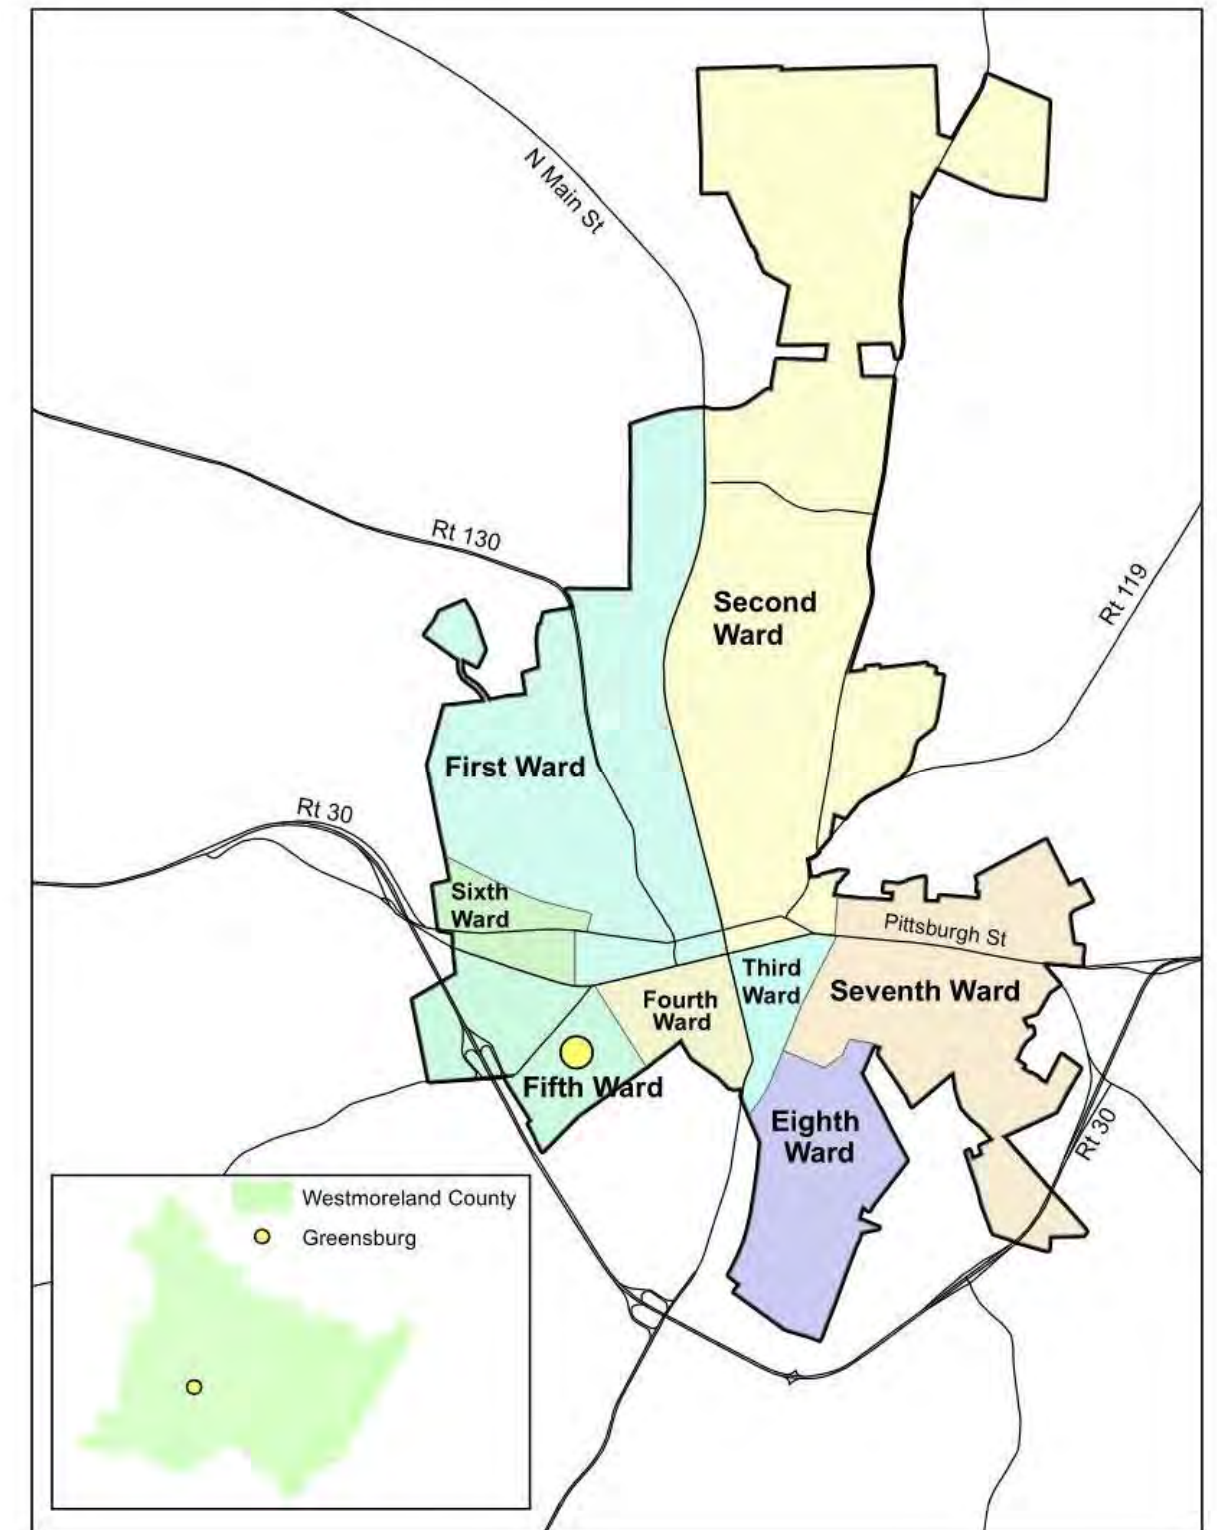 N Main St
Rt 130
Second
Ward
Rt 119
First Ward
Rt 30
Sixth
Ward
Pittsburgh St
Third
Ward
Seventh Ward
Fourth
Ward
Fifth Ward
Eighth
Ward
Rt 30
Westmoreland County
Greensburg